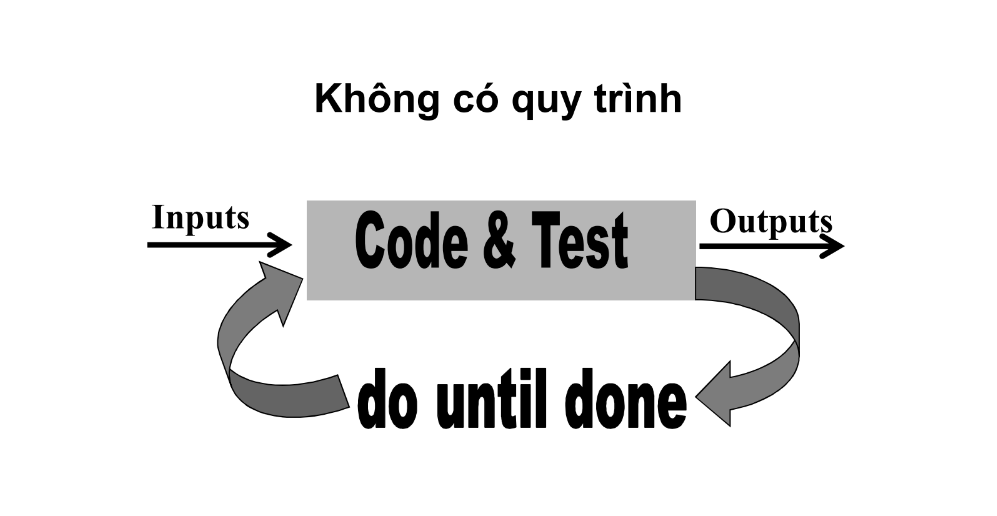 Không có quy trình
Inputs
Code & Test
Outputs
do until done